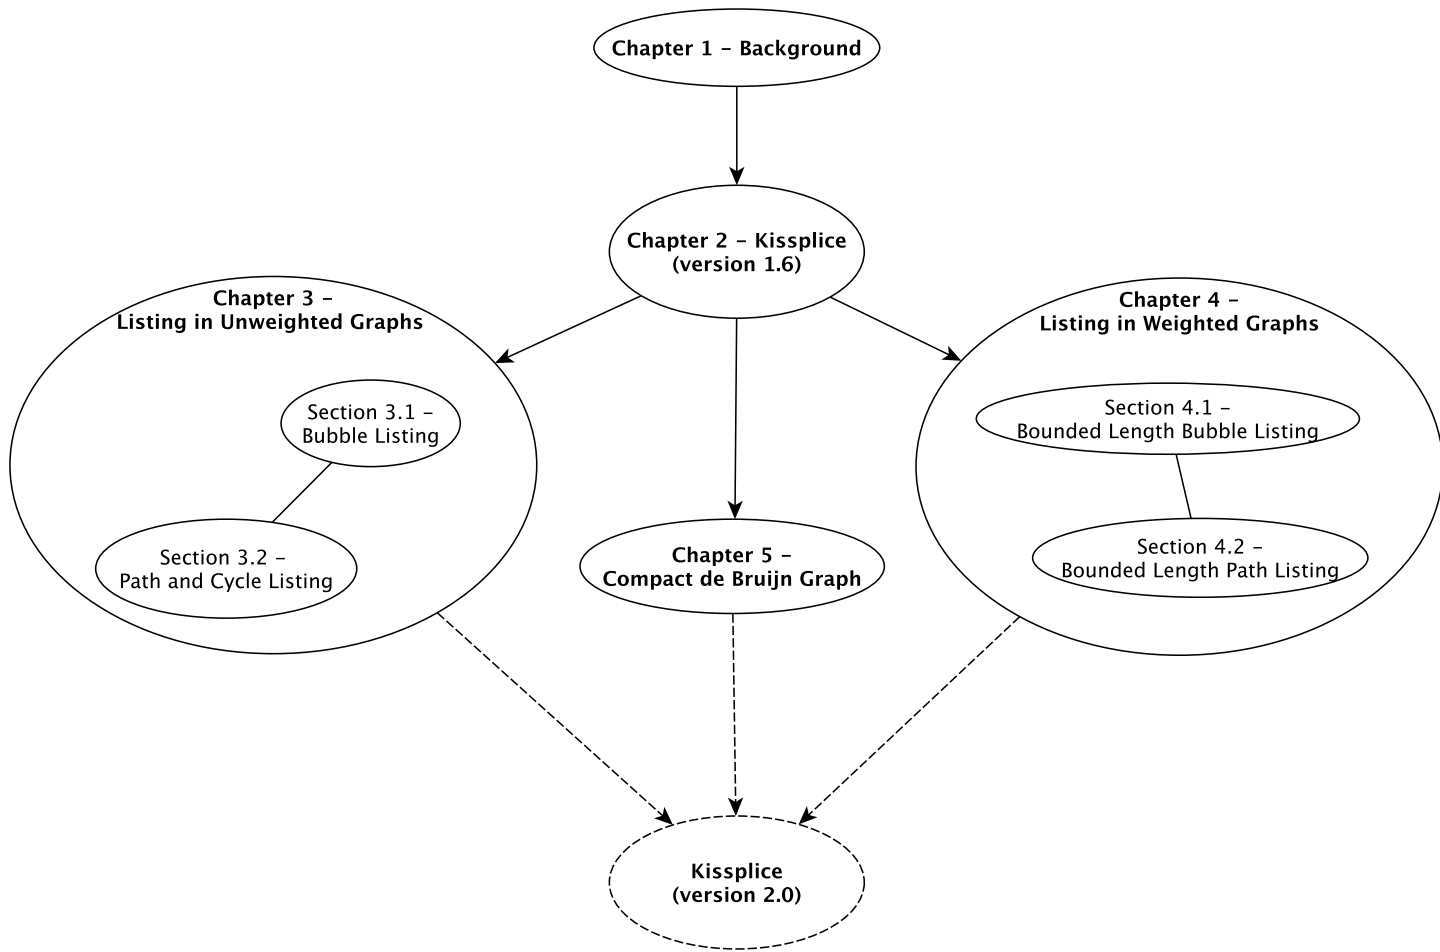 Chapter 1 – Background
Chapter 2 – Kissplice
(version 1.6)
Chapter 3 –
Listing in Unweighted Graphs
Section 3.1 –
Bubble Listing
Section 3.2 –
Path and Cycle Listing
Chapter 4 –
Listing in Weighted Graphs
Section 4.1 –
Bounded Length Bubble Listing
Section 4.2 –
Bounded Length Path Listing
Chapter 5 –
Compact de Bruijn Graph
Kissplice
(version 2.0)